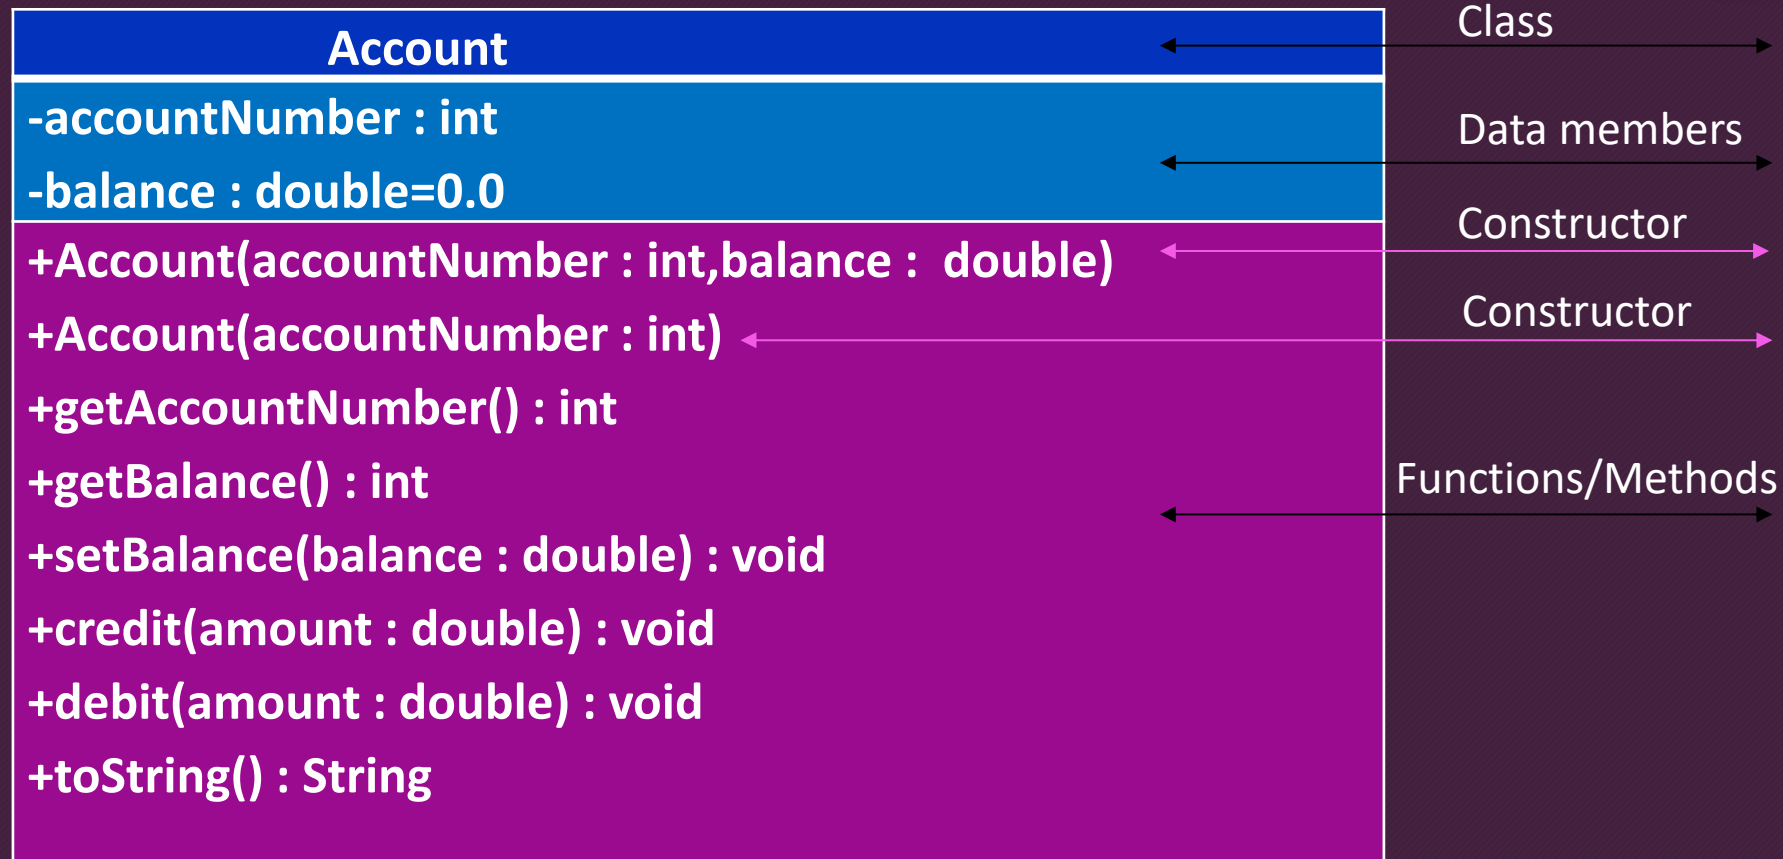 Account
Class
-accountNumber : int
-balance : double=0.0
Data members
+Account(accountNumber : int,balance :  double)
Constructor
+Account(accountNumber : int)
Constructor
+getAccountNumber() : int
+getBalance() : int
+setBalance(balance : double) : void
+credit(amount : double) : void
+debit(amount : double) : void
+toString() : String
Functions/Methods